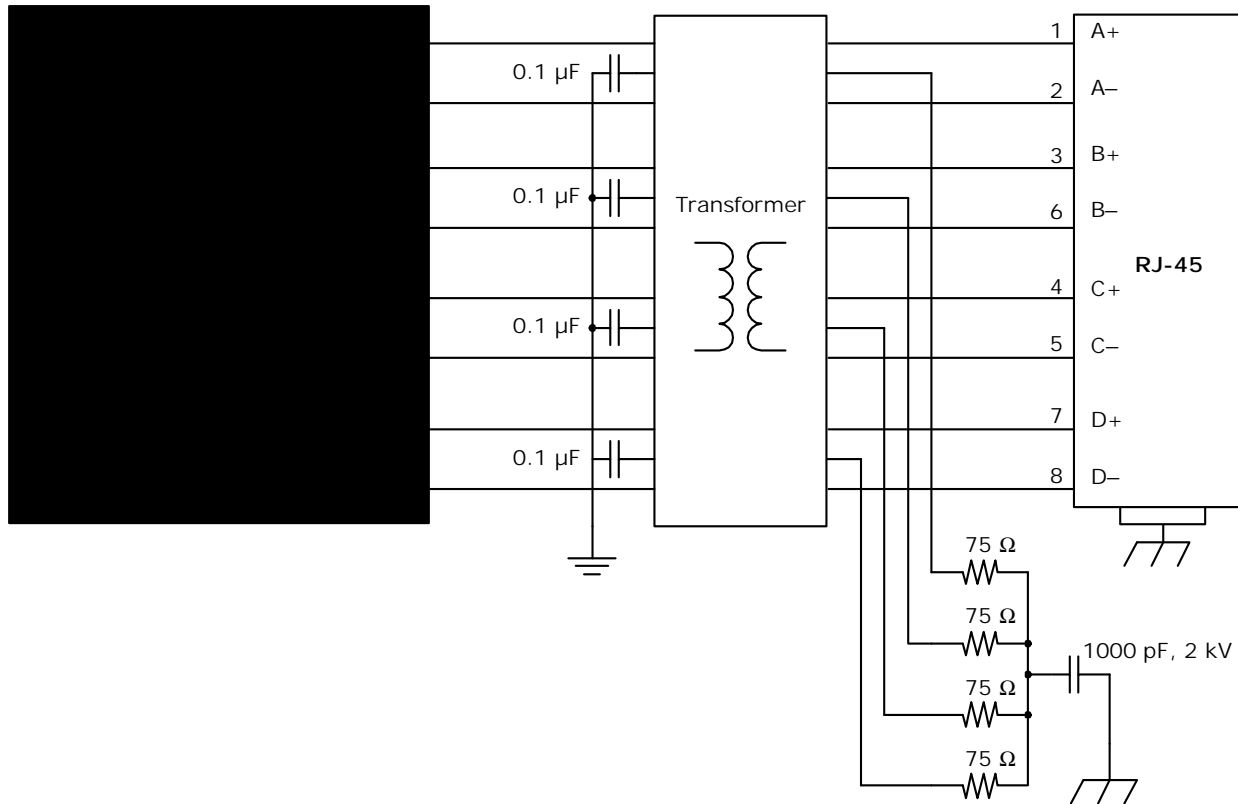 1 A+
0.1 µF
2 A–
3 B+
0.1 µF
Transformer
6 B–
RJ-45
4 C+
0.1 µF
5 C–
7 D+
0.1 µF
8 D–
75 Ω
75 Ω
1000 pF, 2 kV
75 Ω
75 Ω